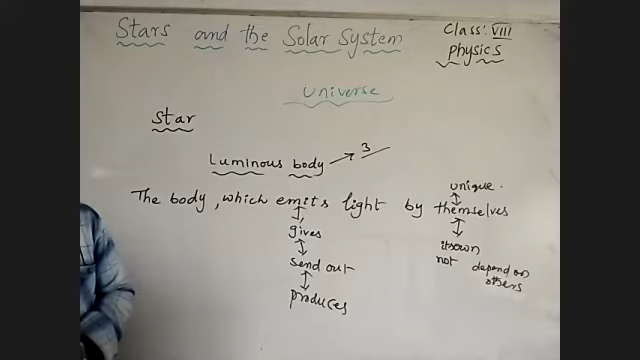 Stars and the Solar System
Class: VIII
physics
Universe
Star
Luminous body → 3
The body, which emits light by themselves
unique.
gives
send out
produces
itsown
not depend on
others